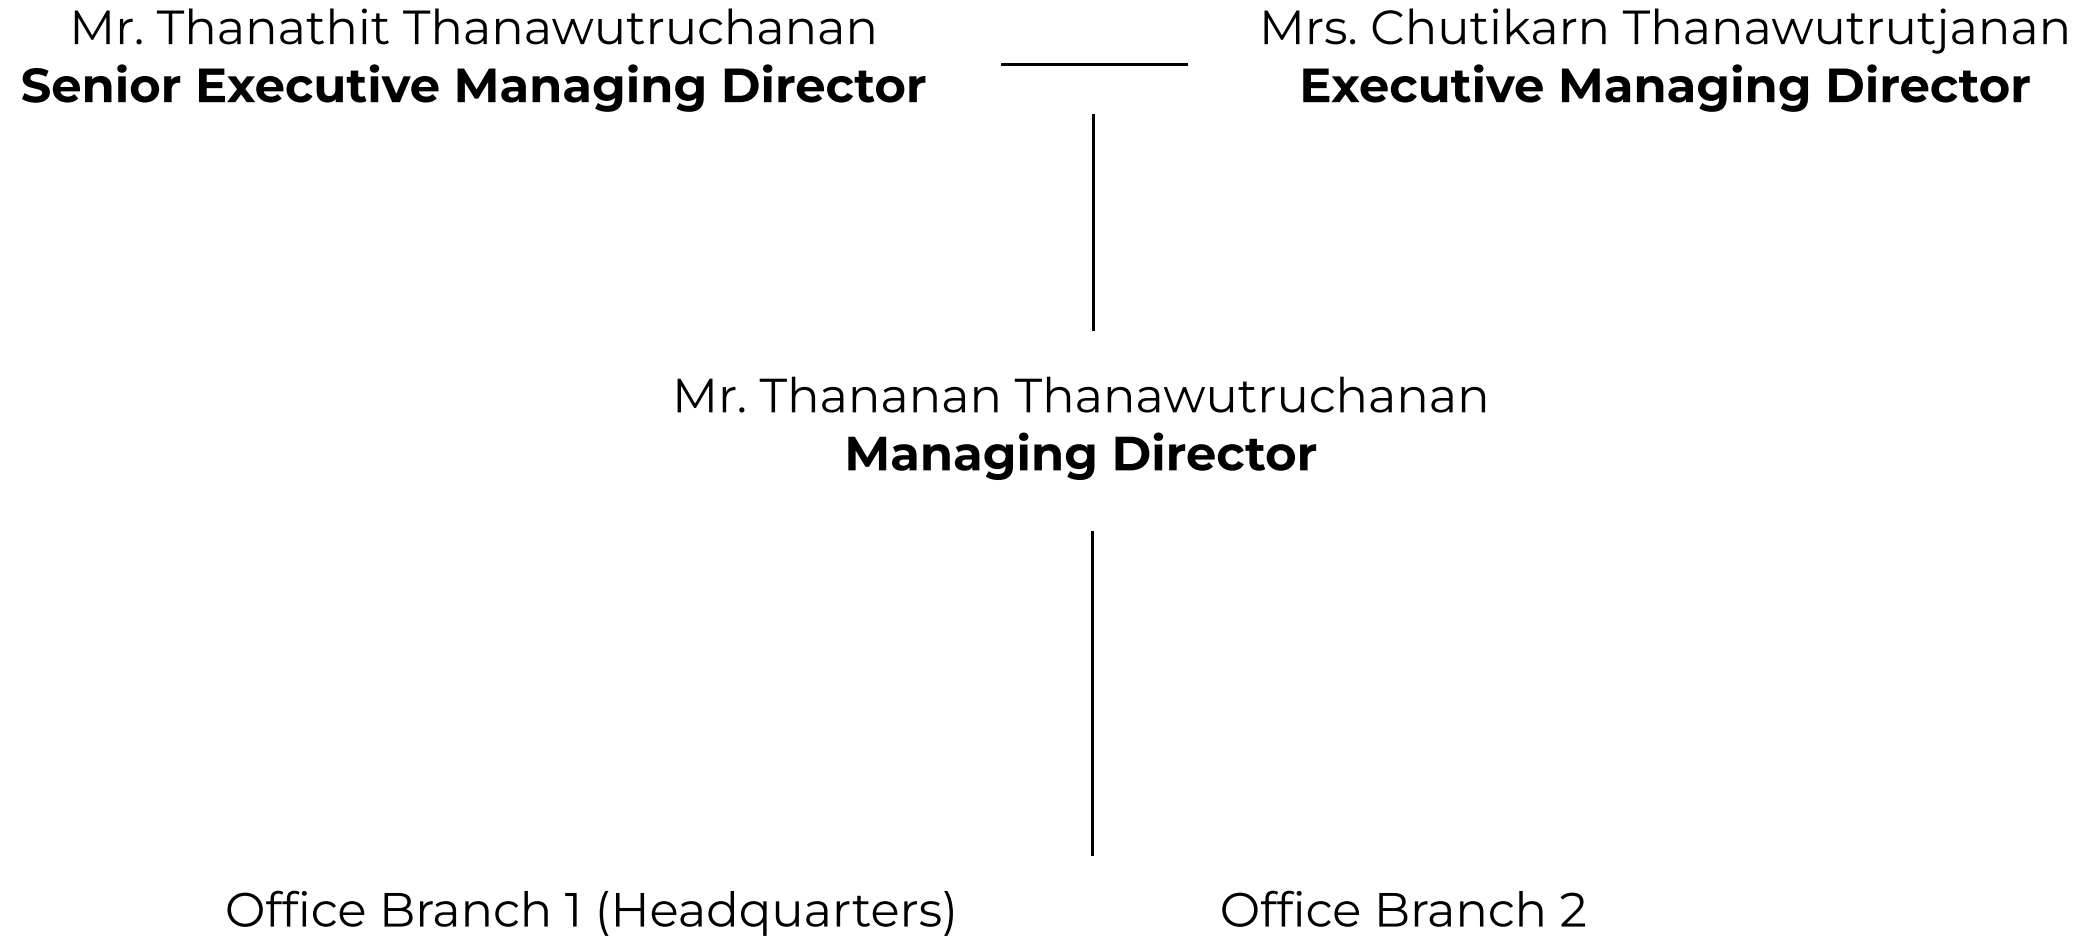 Mr. Thanathit Thanawutruchanan
Senior Executive Managing Director
Mrs. Chutikarn Thanawutrutjanan
Executive Managing Director
Mr. Thananan Thanawutruchanan
Managing Director
Office Branch 1 (Headquarters)
Office Branch 2